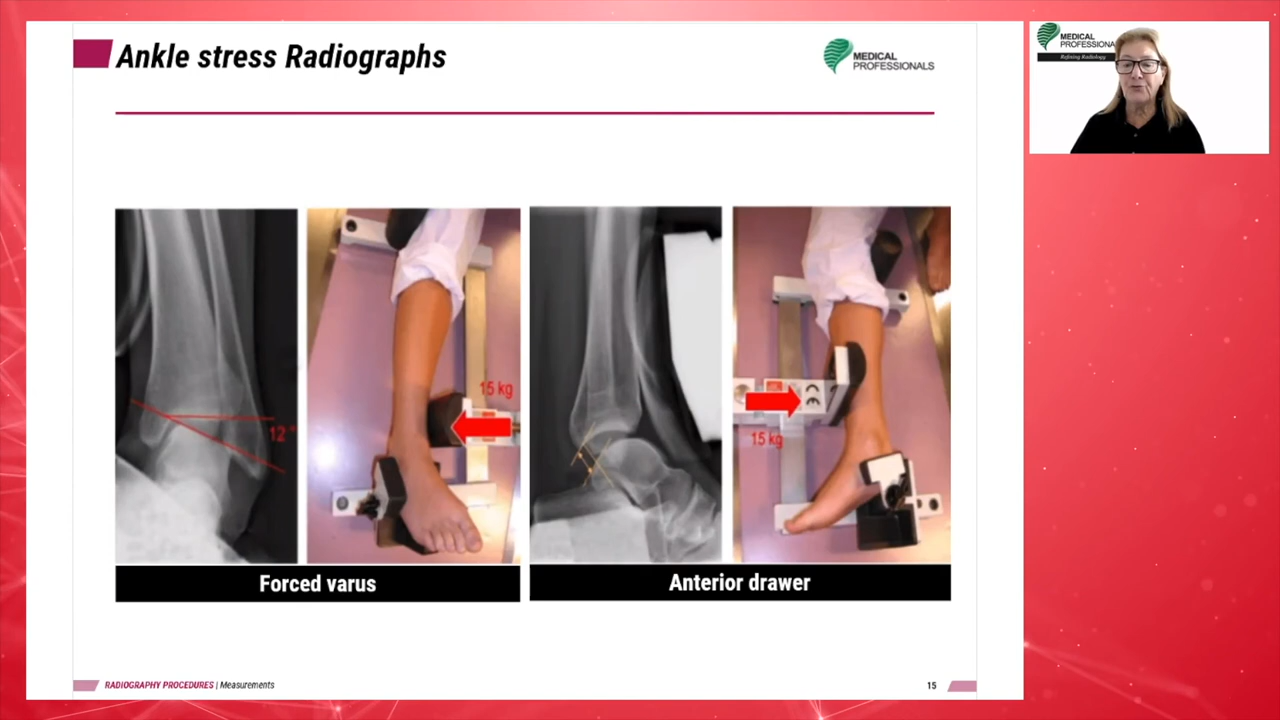 Ankle stress Radiographs
MEDICAL
PROFESSIONALS
MEDICAL
PROFESSIONA
Refining Radiology
12°
15 kg
15 kg
Forced varus
Anterior drawer
RADIOGRAPHY PROCEDURES | Measurements
15